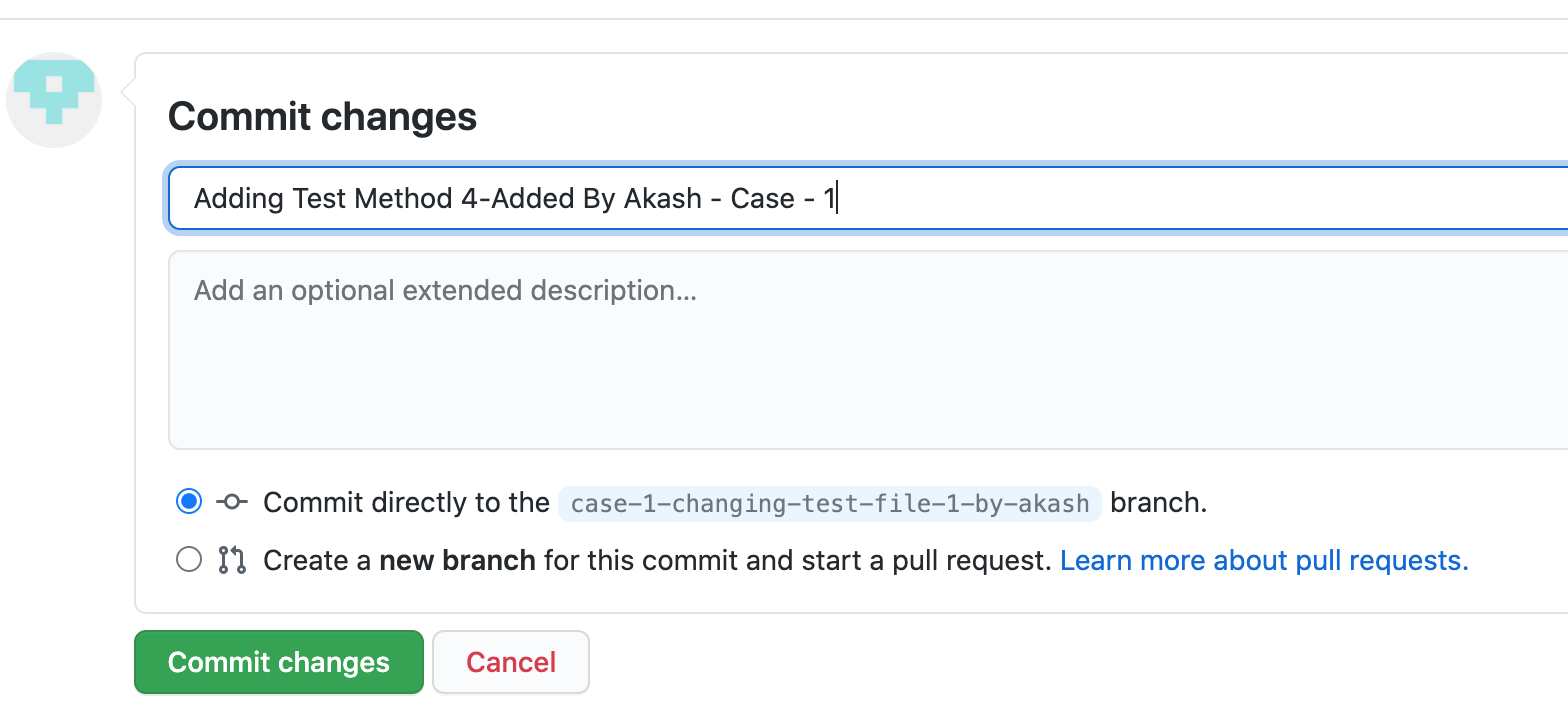 Commit changes
Adding Test Method 4-Added By Akash - Case - 1
Add an optional extended description...
Commit directly to the case-1-changing-test-file-1-by-akash branch.
Create a new branch for this commit and start a pull request. Learn more about pull requests.
Commit changes Cancel